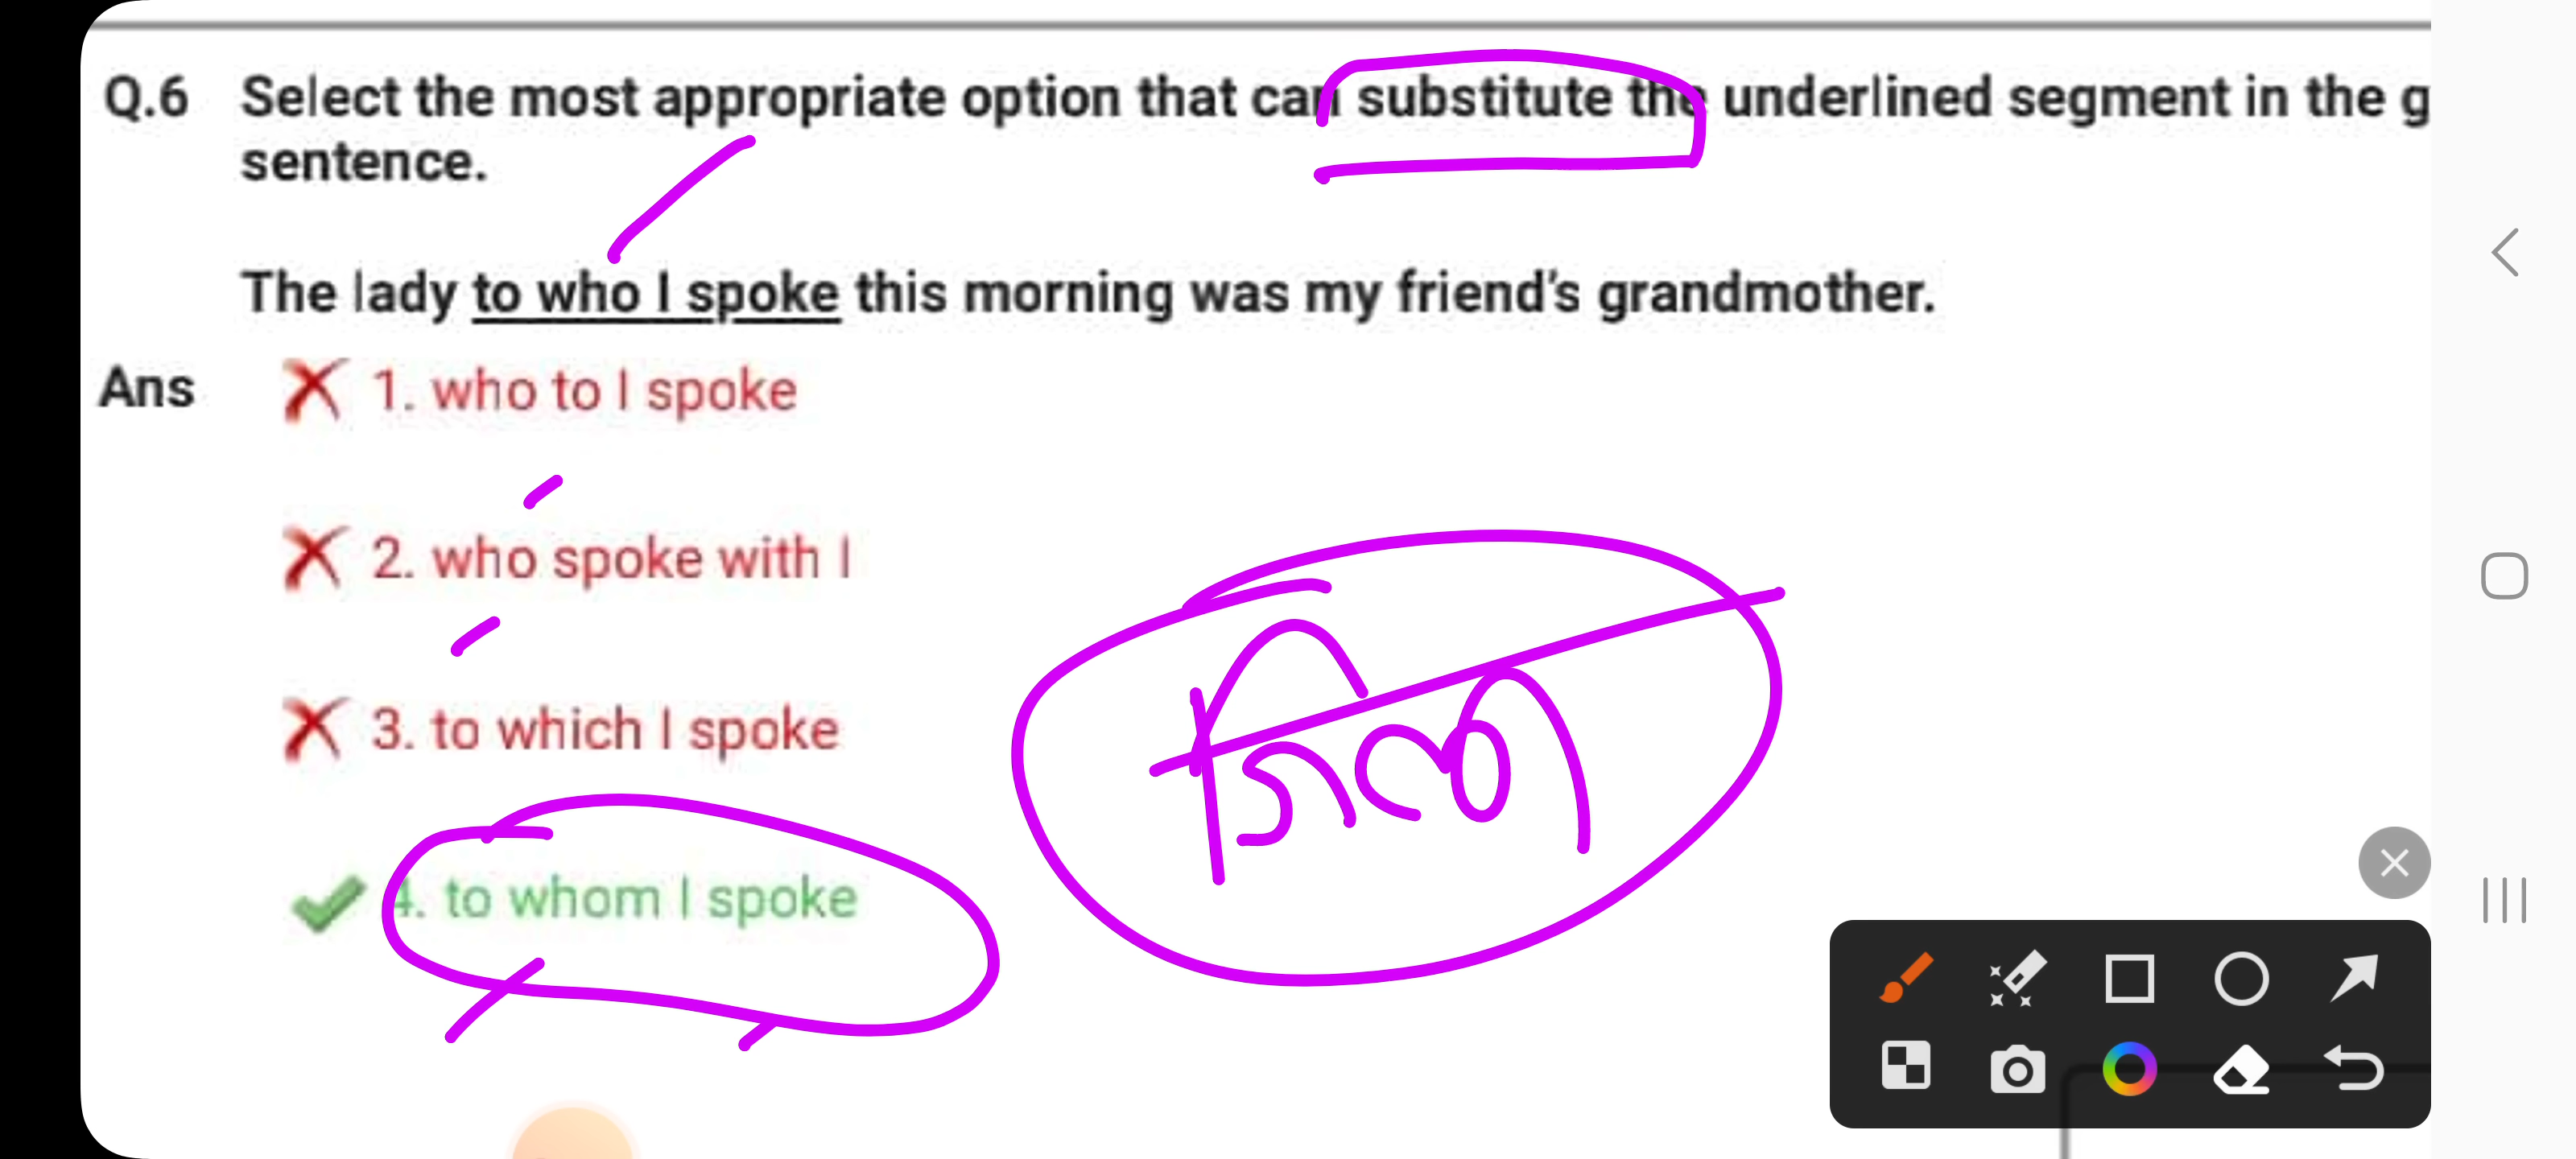 Q.6 Select the most appropriate option that can substitute the underlined segment in the g
sentence.
The lady to who I spoke this morning was my friend's grandmother.
Ans 1. who to I spoke
2. who spoke with I
3. to which I spoke
4. to whom I spoke